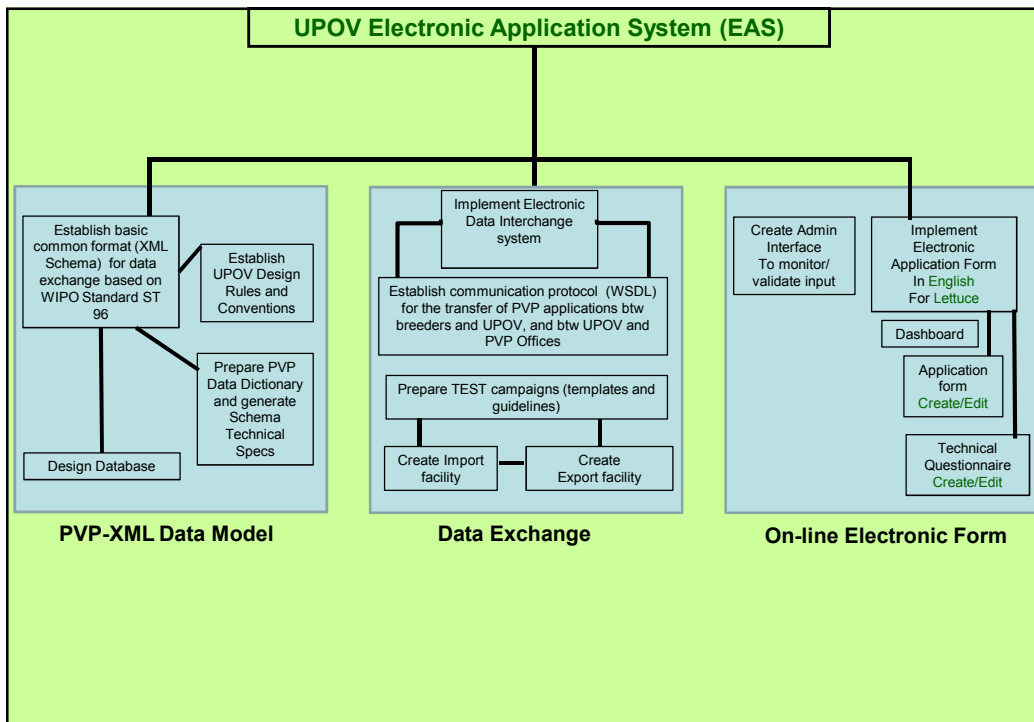 UPOV Electronic Application System (EAS)
Establish basic
common format (XML
Schema)  for data
exchange based on
WIPO Standard ST
96
Establish
UPOV Design
Rules and
Conventions
Prepare PVP
Data Dictionary
and generate
Schema
Technical
Specs
Design Database
PVP-XML Data Model
Implement Electronic
Data Interchange
system
Establish communication protocol  (WSDL)
for the transfer of PVP applications btw
breeders and UPOV, and btw UPOV and
PVP Offices
Prepare TEST campaigns (templates and
guidelines)
Create Import
facility
Create
Export facility
Data Exchange
Create Admin
Interface
To monitor/
validate input
Implement
Electronic
Application Form
In English
For Lettuce
Dashboard
Application
form
Create/Edit
Technical
Questionnaire
Create/Edit
On-line Electronic Form